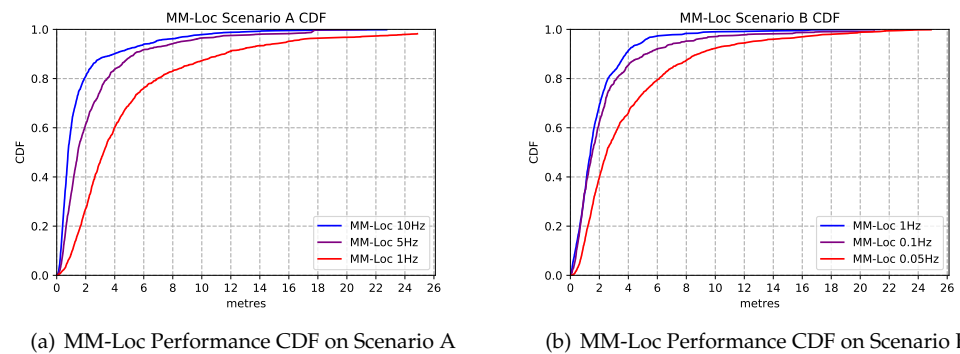 MM-Loc Scenario A CDF
1.0
0.8
0.6
0.4
0.2
0.0
CDF
0 2 4 6 8 10 12 14 16 18 20 22 24 26
metres
MM-Loc 10Hz
MM-Loc 5Hz
MM-Loc 1Hz
(a) MM-Loc Performance CDF on Scenario A
MM-Loc Scenario B CDF
1.0
0.8
0.6
0.4
0.2
0.0
CDF
0 2 4 6 8 10 12 14 16 18 20 22 24 26
metres
MM-Loc 1Hz
MM-Loc 0.1Hz
MM-Loc 0.05Hz
(b) MM-Loc Performance CDF on Scenario